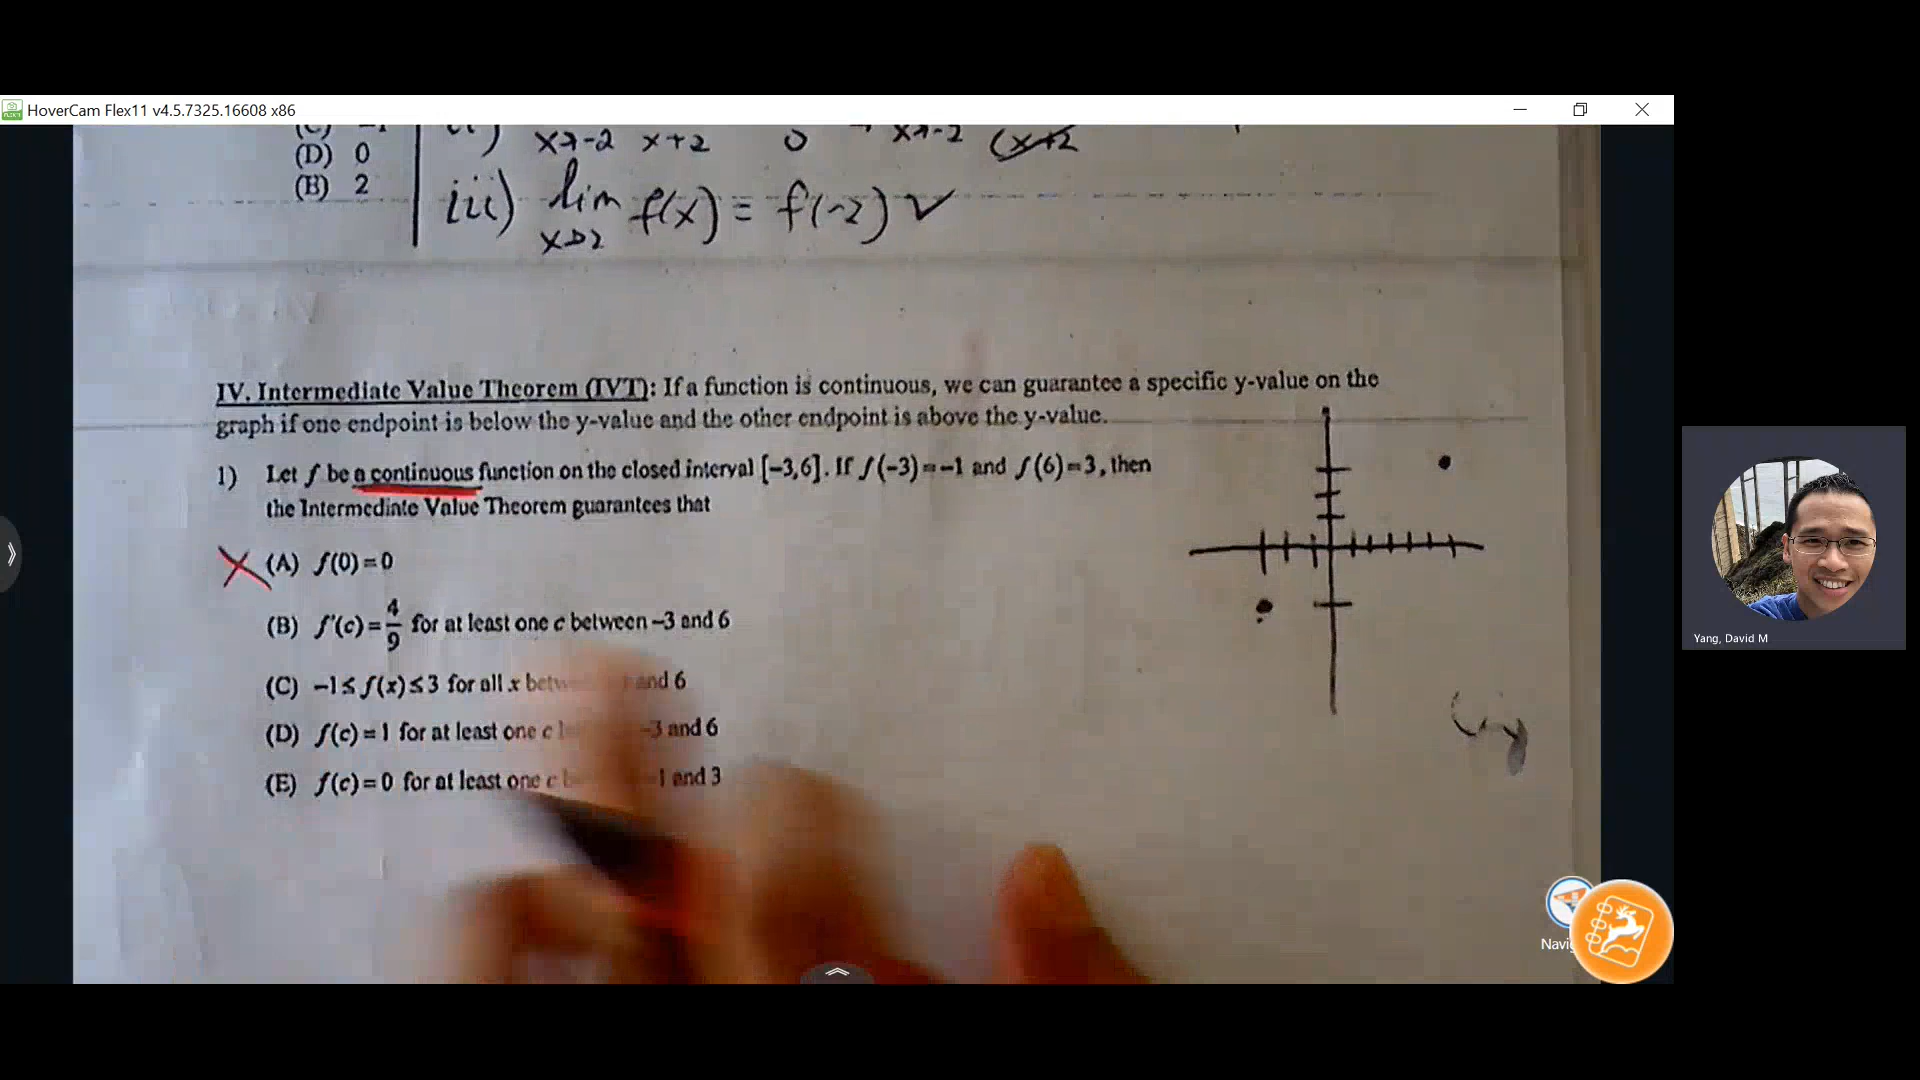 HoverCam Flex11 v4.5.7325.16608 x86
x→-2 x+2 0 x→-2 (x+2
(D) 0
(E) 2
iii) lim f(x) = f(-2) ✓
x→2
IV. Intermediate Value Theorem (IVT): If a function is continuous, we can guarantee a specific y-value on the
graph if one endpoint is below the y-value and the other endpoint is above the y-value.
1) Let f be a continuous function on the closed interval [−3,6]. If f(−3)=−1 and f(6)=3, then
the Intermediate Value Theorem guarantees that
(A) f(0)=0
(B) f'(c)=4/9 for at least one c between −3 and 6
(C) −1≤f(x)≤3 for all x and 6
(D) f(c)=1 for at least one c −3 and 6
(E) f(c)=0 for at least one c 1 and 3
Yang, David M